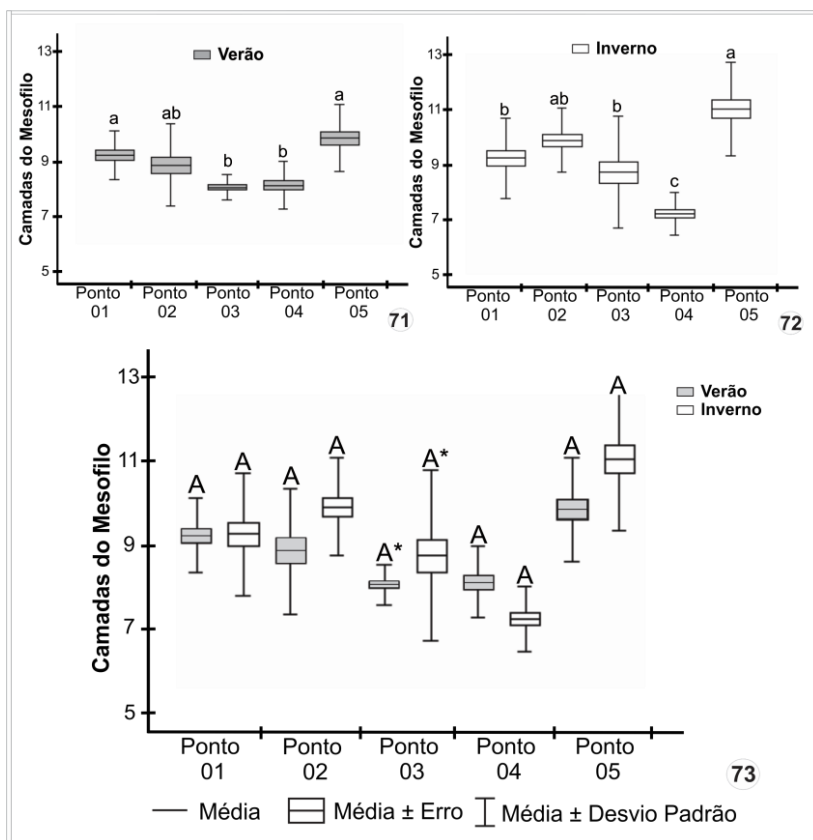 Verão
Camadas do Mesofilo
13
11
9
7
5
a
ab
b
b
a
Ponto 01
Ponto 02
Ponto 03
Ponto 04
Ponto 05
71
Inverno
Camadas do Mesofilo
13
11
9
7
5
b
ab
b
c
a
Ponto 01
Ponto 02
Ponto 03
Ponto 04
Ponto 05
72
Verão
Inverno
Camadas do Mesofilo
13
11
9
7
5
A
A
A
A
A*
A*
A
A
A
A
Ponto 01
Ponto 02
Ponto 03
Ponto 04
Ponto 05
73
Média
Média ± Erro
Média ± Desvio Padrão